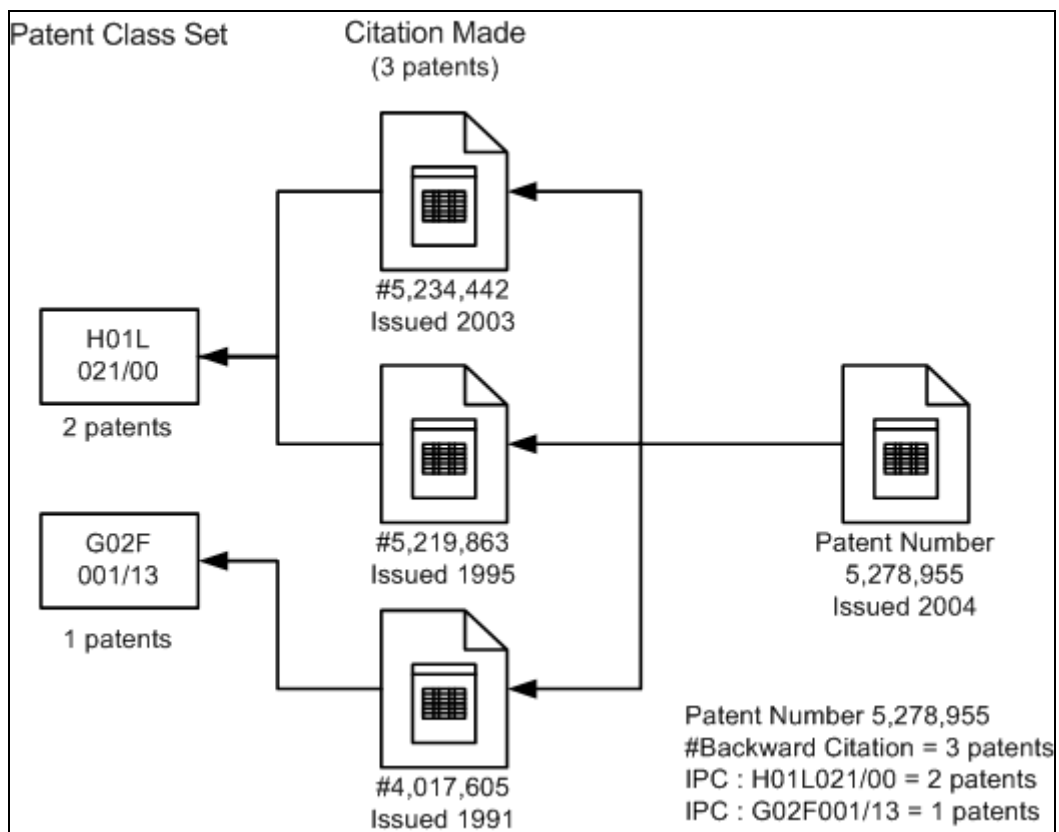 Patent Class Set
Citation Made
(3 patents)
#5,234,442
Issued 2003
H01L
021/00
2 patents
#5,219,863
Issued 1995
G02F
001/13
1 patents
#4,017,605
Issued 1991
Patent Number
5,278,955
Issued 2004
Patent Number 5,278,955
#Backward Citation = 3 patents
IPC : H01L021/00 = 2 patents
IPC : G02F001/13 = 1 patents